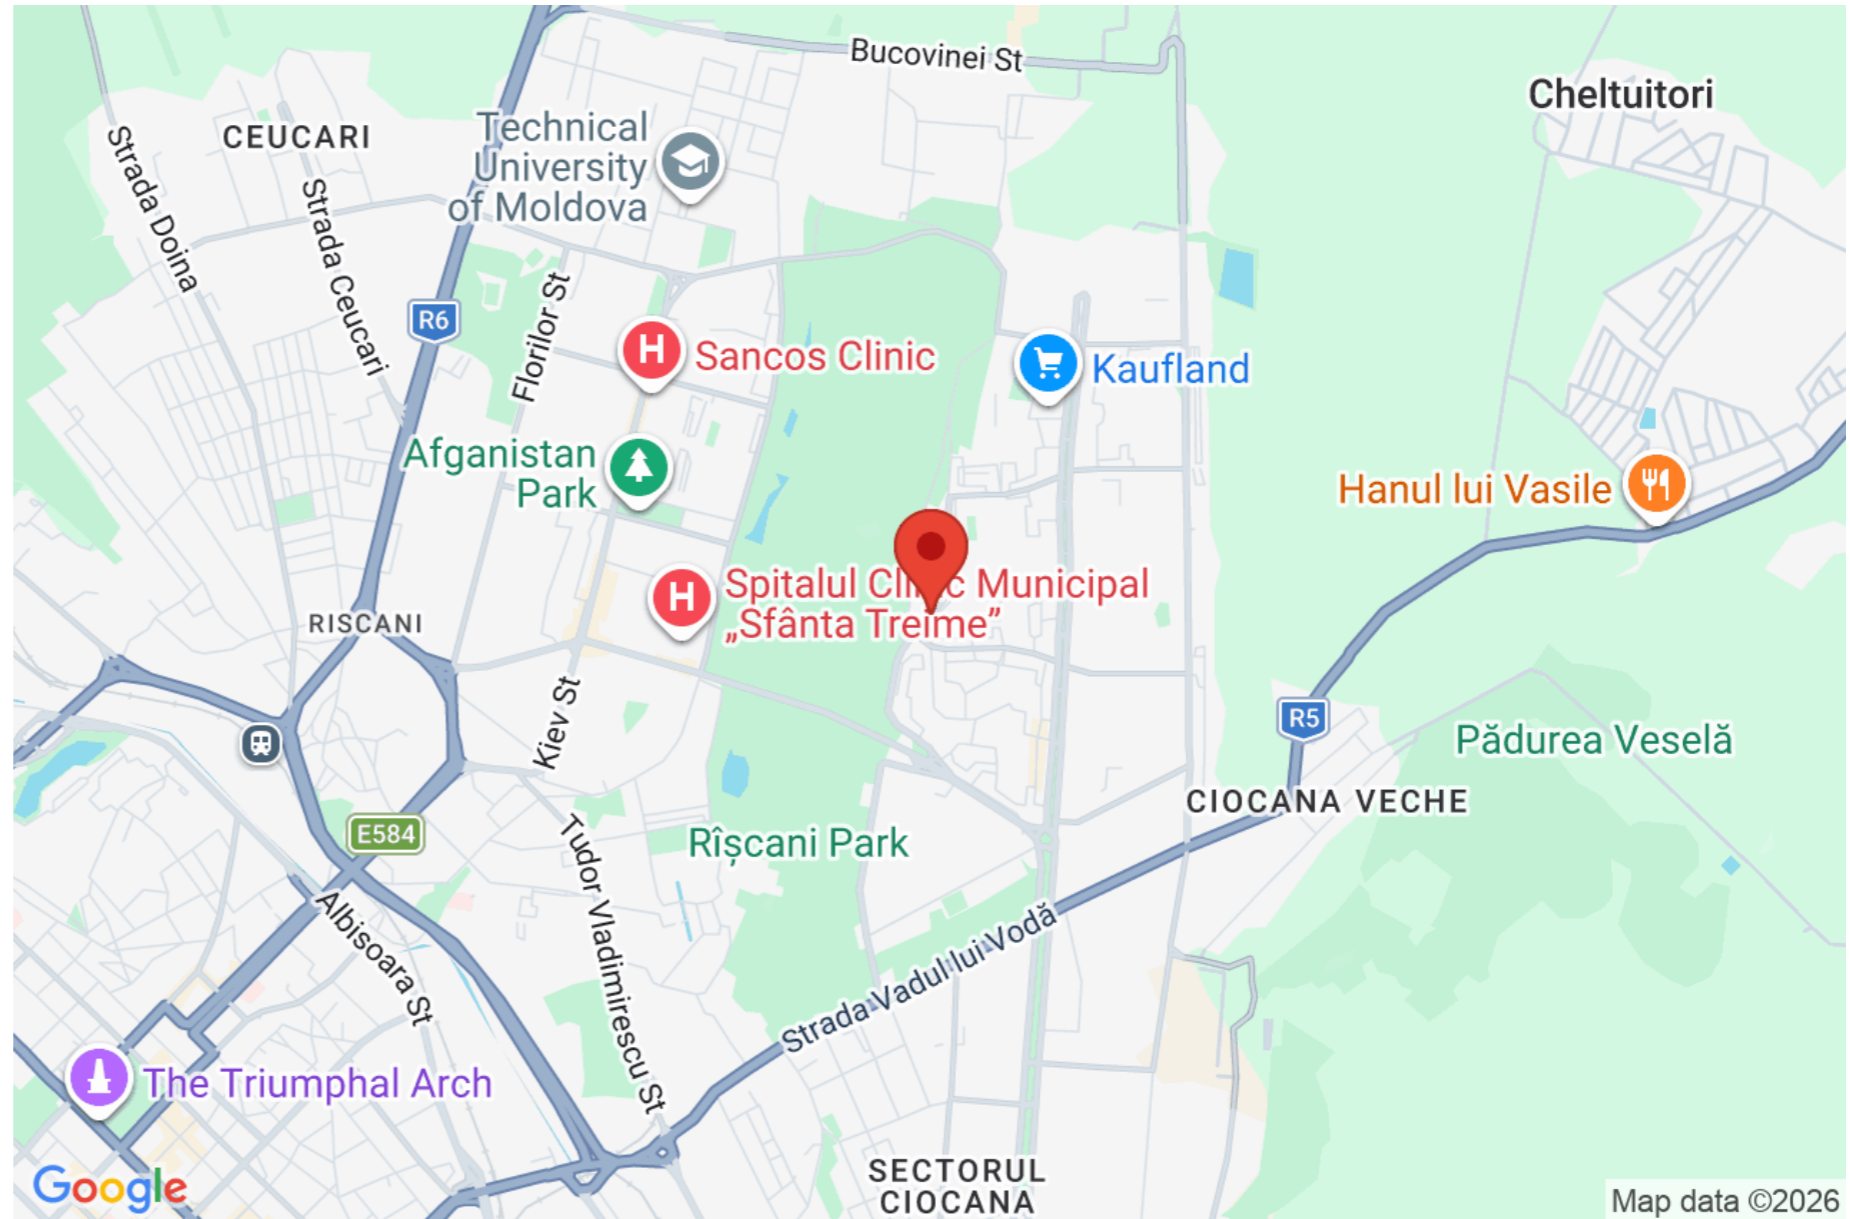 Bucovinei St
Cheltuitori
CEUCARI
Technical
University
of Moldova
Strada Doina
Strada Ceucari
Florilor St
R6
H
Sancos Clinic
Kaufland
Afganistan
Park
Hanul lui Vasile
H
Spitalul Clinic Municipal
„Sfânta Treime”
RISCANI
Kiev St
R5
Pădurea Veselă
CIOCANA VECHE
E584
Rîșcani Park
Tudor Vladimirescu St
Albisoara St
Strada Vadul lui Vodă
The Triumphal Arch
SECTORUL
CIOCANA
Google
Map data ©2026